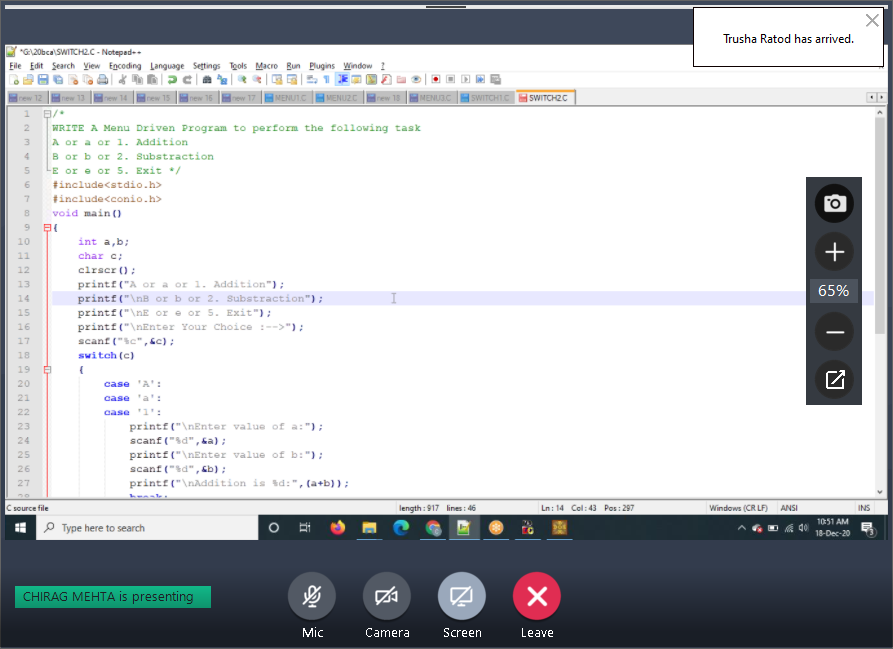 Trusha Ratod has arrived.
*G:\20bca\SWITCH2.C - Notepad++
File Edit Search View Encoding Language Settings Tools Macro Run Plugins Window ?
new 12 new 13 new 14 new 15 new 16 new 17 MENU1.C MENU2.C new 18 MENU3.C SWITCH1.C SWITCH2.C
1 /*
2 WRITE A Menu Driven Program to perform the following task
3 A or a or 1. Addition
4 B or b or 2. Substraction
5 E or e or 5. Exit */
6 #include<stdio.h>
7 #include<conio.h>
8 void main()
9 {
10 int a,b;
11 char c;
12 clrscr();
13 printf("A or a or 1. Addition");
14 printf("\nB or b or 2. Substraction");
15 printf("\nE or e or 5. Exit");
16 printf("\nEnter Your Choice :-->");
17 scanf("%c",&c);
18 switch(c)
19 {
20 case 'A':
21 case 'a':
22 case '1':
23 printf("\nEnter value of a:");
24 scanf("%d",&a);
25 printf("\nEnter value of b:");
26 scanf("%d",&b);
27 printf("\nAddition is %d:",(a+b));
28 break;
65%
C source file length : 917 lines : 46 Ln : 14 Col : 43 Pos : 297 Windows (CR LF) ANSI INS
Type here to search
10:51 AM
18-Dec-20
3
CHIRAG MEHTA is presenting
Mic Camera Screen Leave